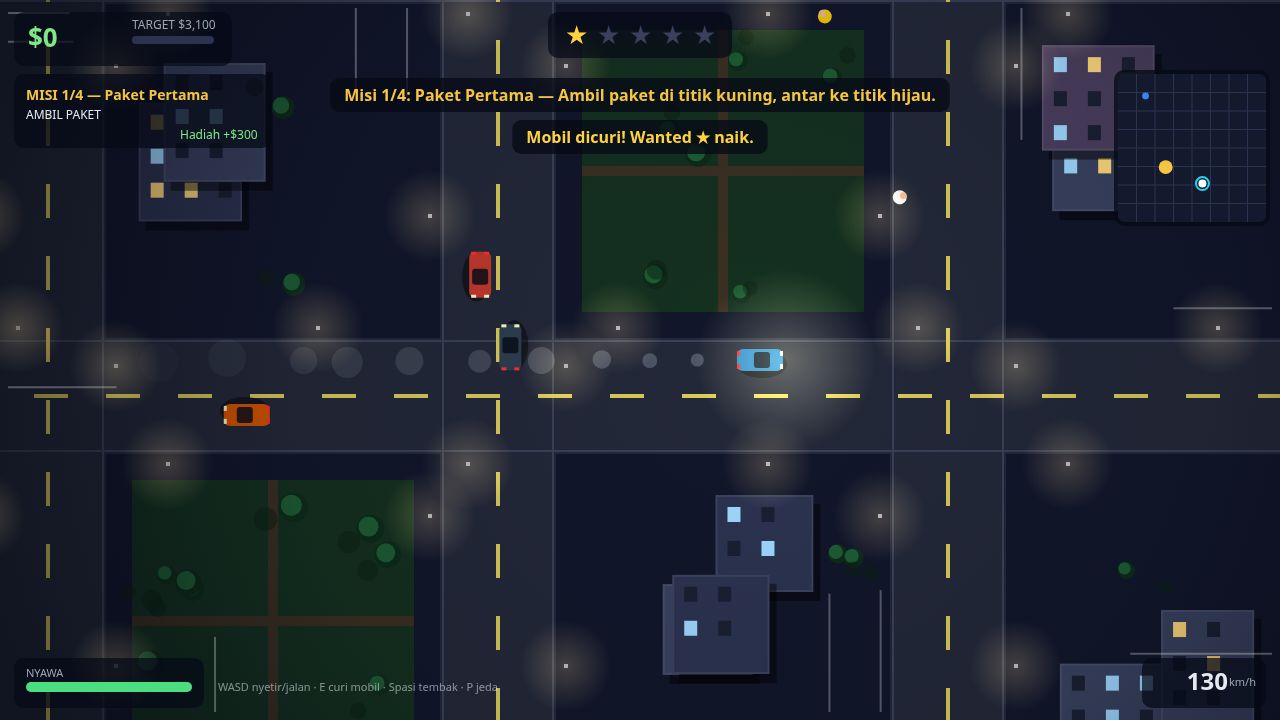 $0
TARGET $3,100
MISI 1/4 — Paket Pertama
AMBIL PAKET
Hadiah +$300
Misi 1/4: Paket Pertama — Ambil paket di titik kuning, antar ke titik hijau.
Mobil dicuri! Wanted ★ naik.
NYAWA
WASD nyetir/jalan · E curi mobil · Spasi tembak · P jeda
130 km/h